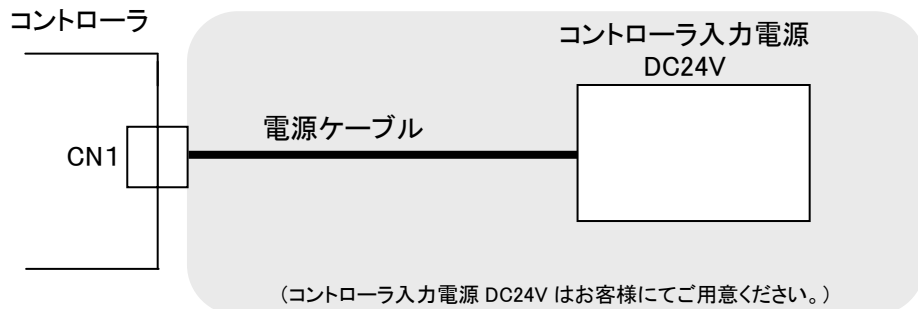 コントローラ
コントローラ入力電源
DC24V
電源ケーブル
CN1
(コントローラ入力電源 DC24V はお客様にてご用意ください。)